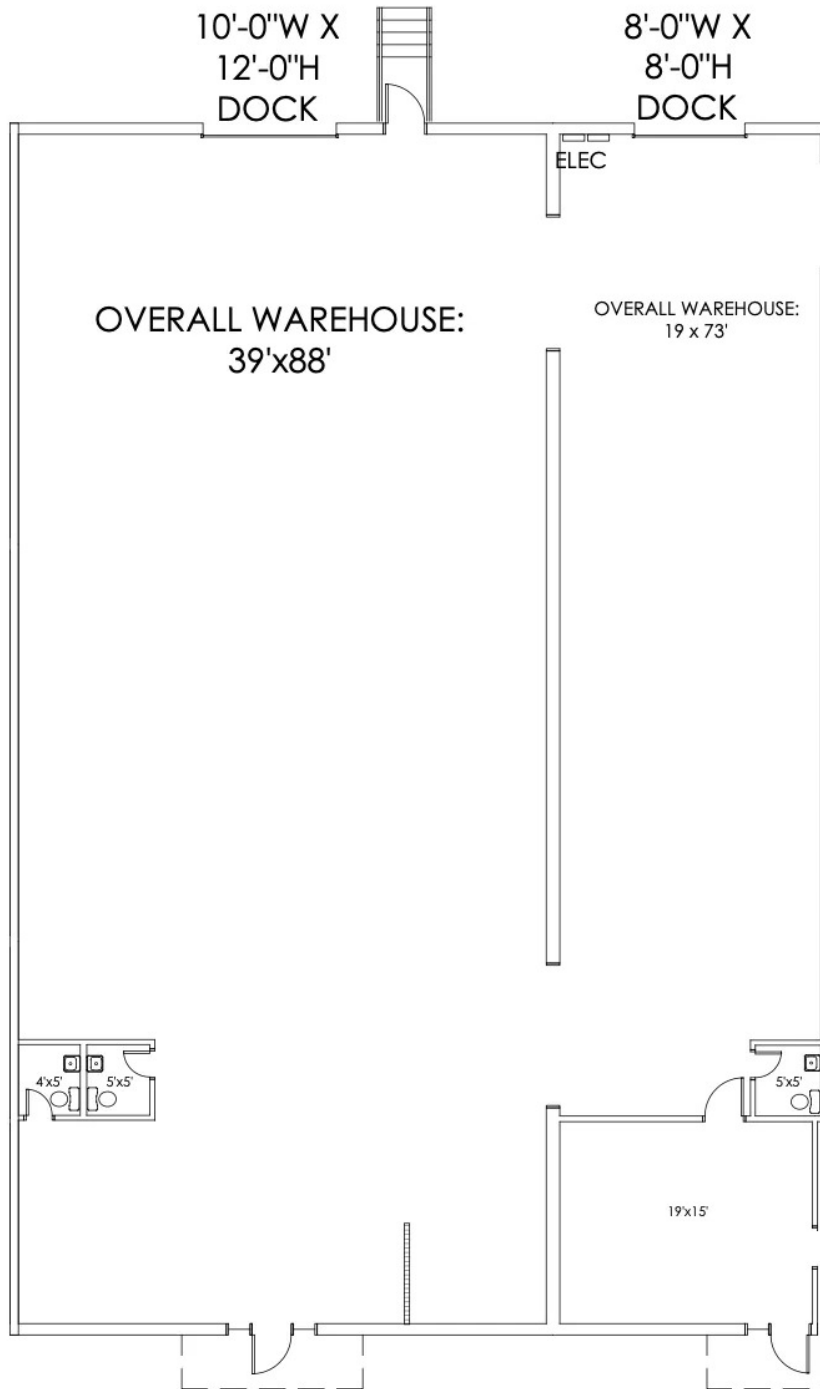 10'-0"W X
12'-0"H
DOCK
8'-0"W X
8'-0"H
DOCK
ELEC
OVERALL WAREHOUSE:
39'x88'
OVERALL WAREHOUSE:
19 x 73'
4'x5'
5'x5'
5'x5'
19'x15'